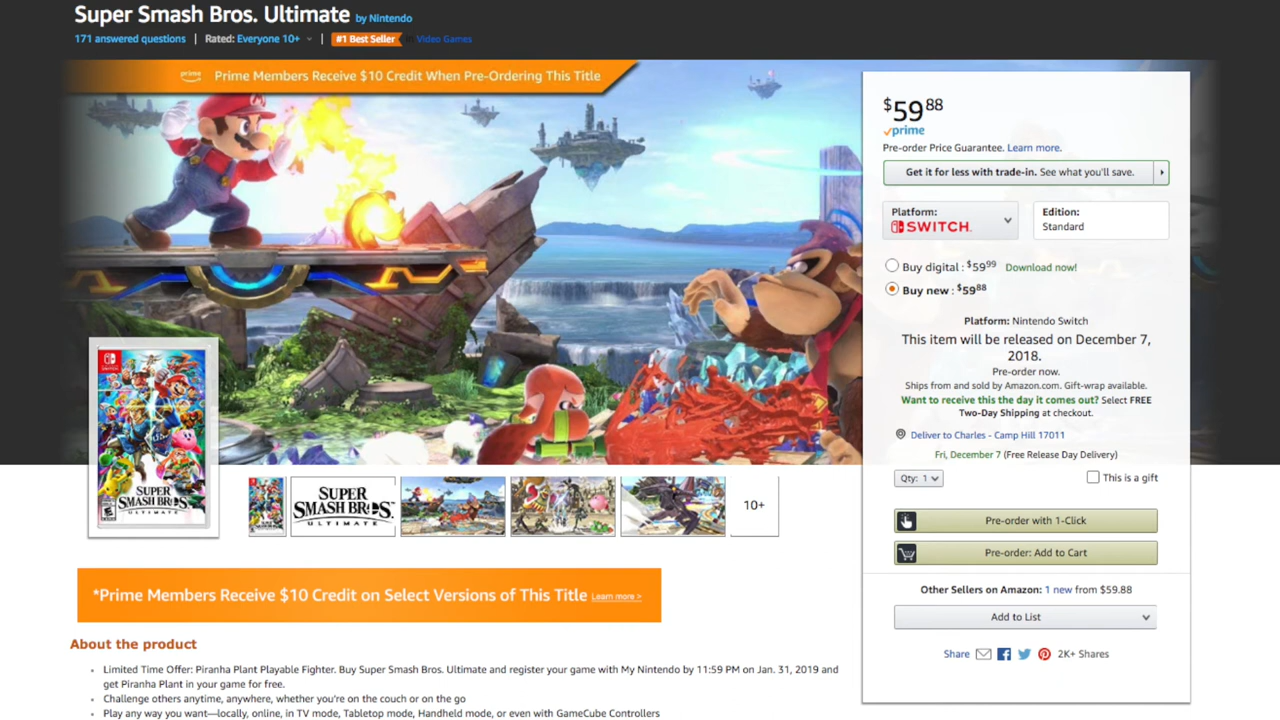 Super Smash Bros. Ultimate by Nintendo
171 answered questions | Rated: Everyone 10+ | #1 Best Seller in Video Games
prime Prime Members Receive $10 Credit When Pre-Ordering This Title
$59 88
prime
Pre-order Price Guarantee. Learn more.
Get it for less with trade-in. See what you'll save.
Platform:
SWITCH
Edition:
Standard
Buy digital : $59 99 Download now!
Buy new : $59 88
Platform: Nintendo Switch
This item will be released on December 7,
2018.
Pre-order now.
Ships from and sold by Amazon.com. Gift-wrap available.
Want to receive this the day it comes out? Select FREE
Two-Day Shipping at checkout.
Deliver to Charles - Camp Hill 17011
Fri, December 7 (Free Release Day Delivery)
Qty: 1
This is a gift
Pre-order with 1-Click
Pre-order: Add to Cart
Other Sellers on Amazon: 1 new from $59.88
Add to List
Share 2K+ Shares
SUPER
SMASH BROS.
ULTIMATE
SUPER
SMASH BROS.™
ULTIMATE
10+
*Prime Members Receive $10 Credit on Select Versions of This Title Learn more >
About the product
• Limited Time Offer: Piranha Plant Playable Fighter. Buy Super Smash Bros. Ultimate and register your game with My Nintendo by 11:59 PM on Jan. 31, 2019 and
get Piranha Plant in your game for free.
• Challenge others anytime, anywhere, whether you're on the couch or on the go
• Play any way you want—locally, online, in TV mode, Tabletop mode, Handheld mode, or even with GameCube Controllers